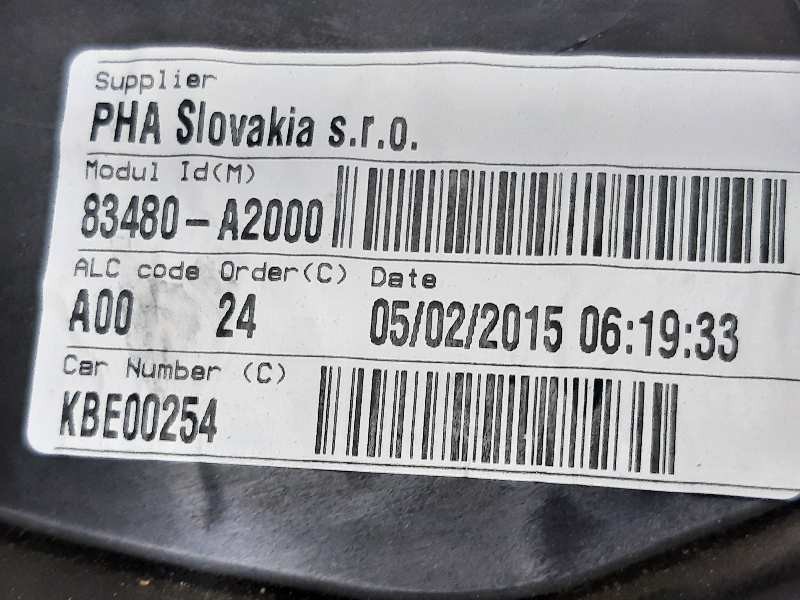 Supplier
PHA Slovakia s.r.o.
Modul Id(M)
83480-A2000
ALC code Order(C) Date
A00 24 05/02/2015 06:19:33
Car Number (C)
KBE00254